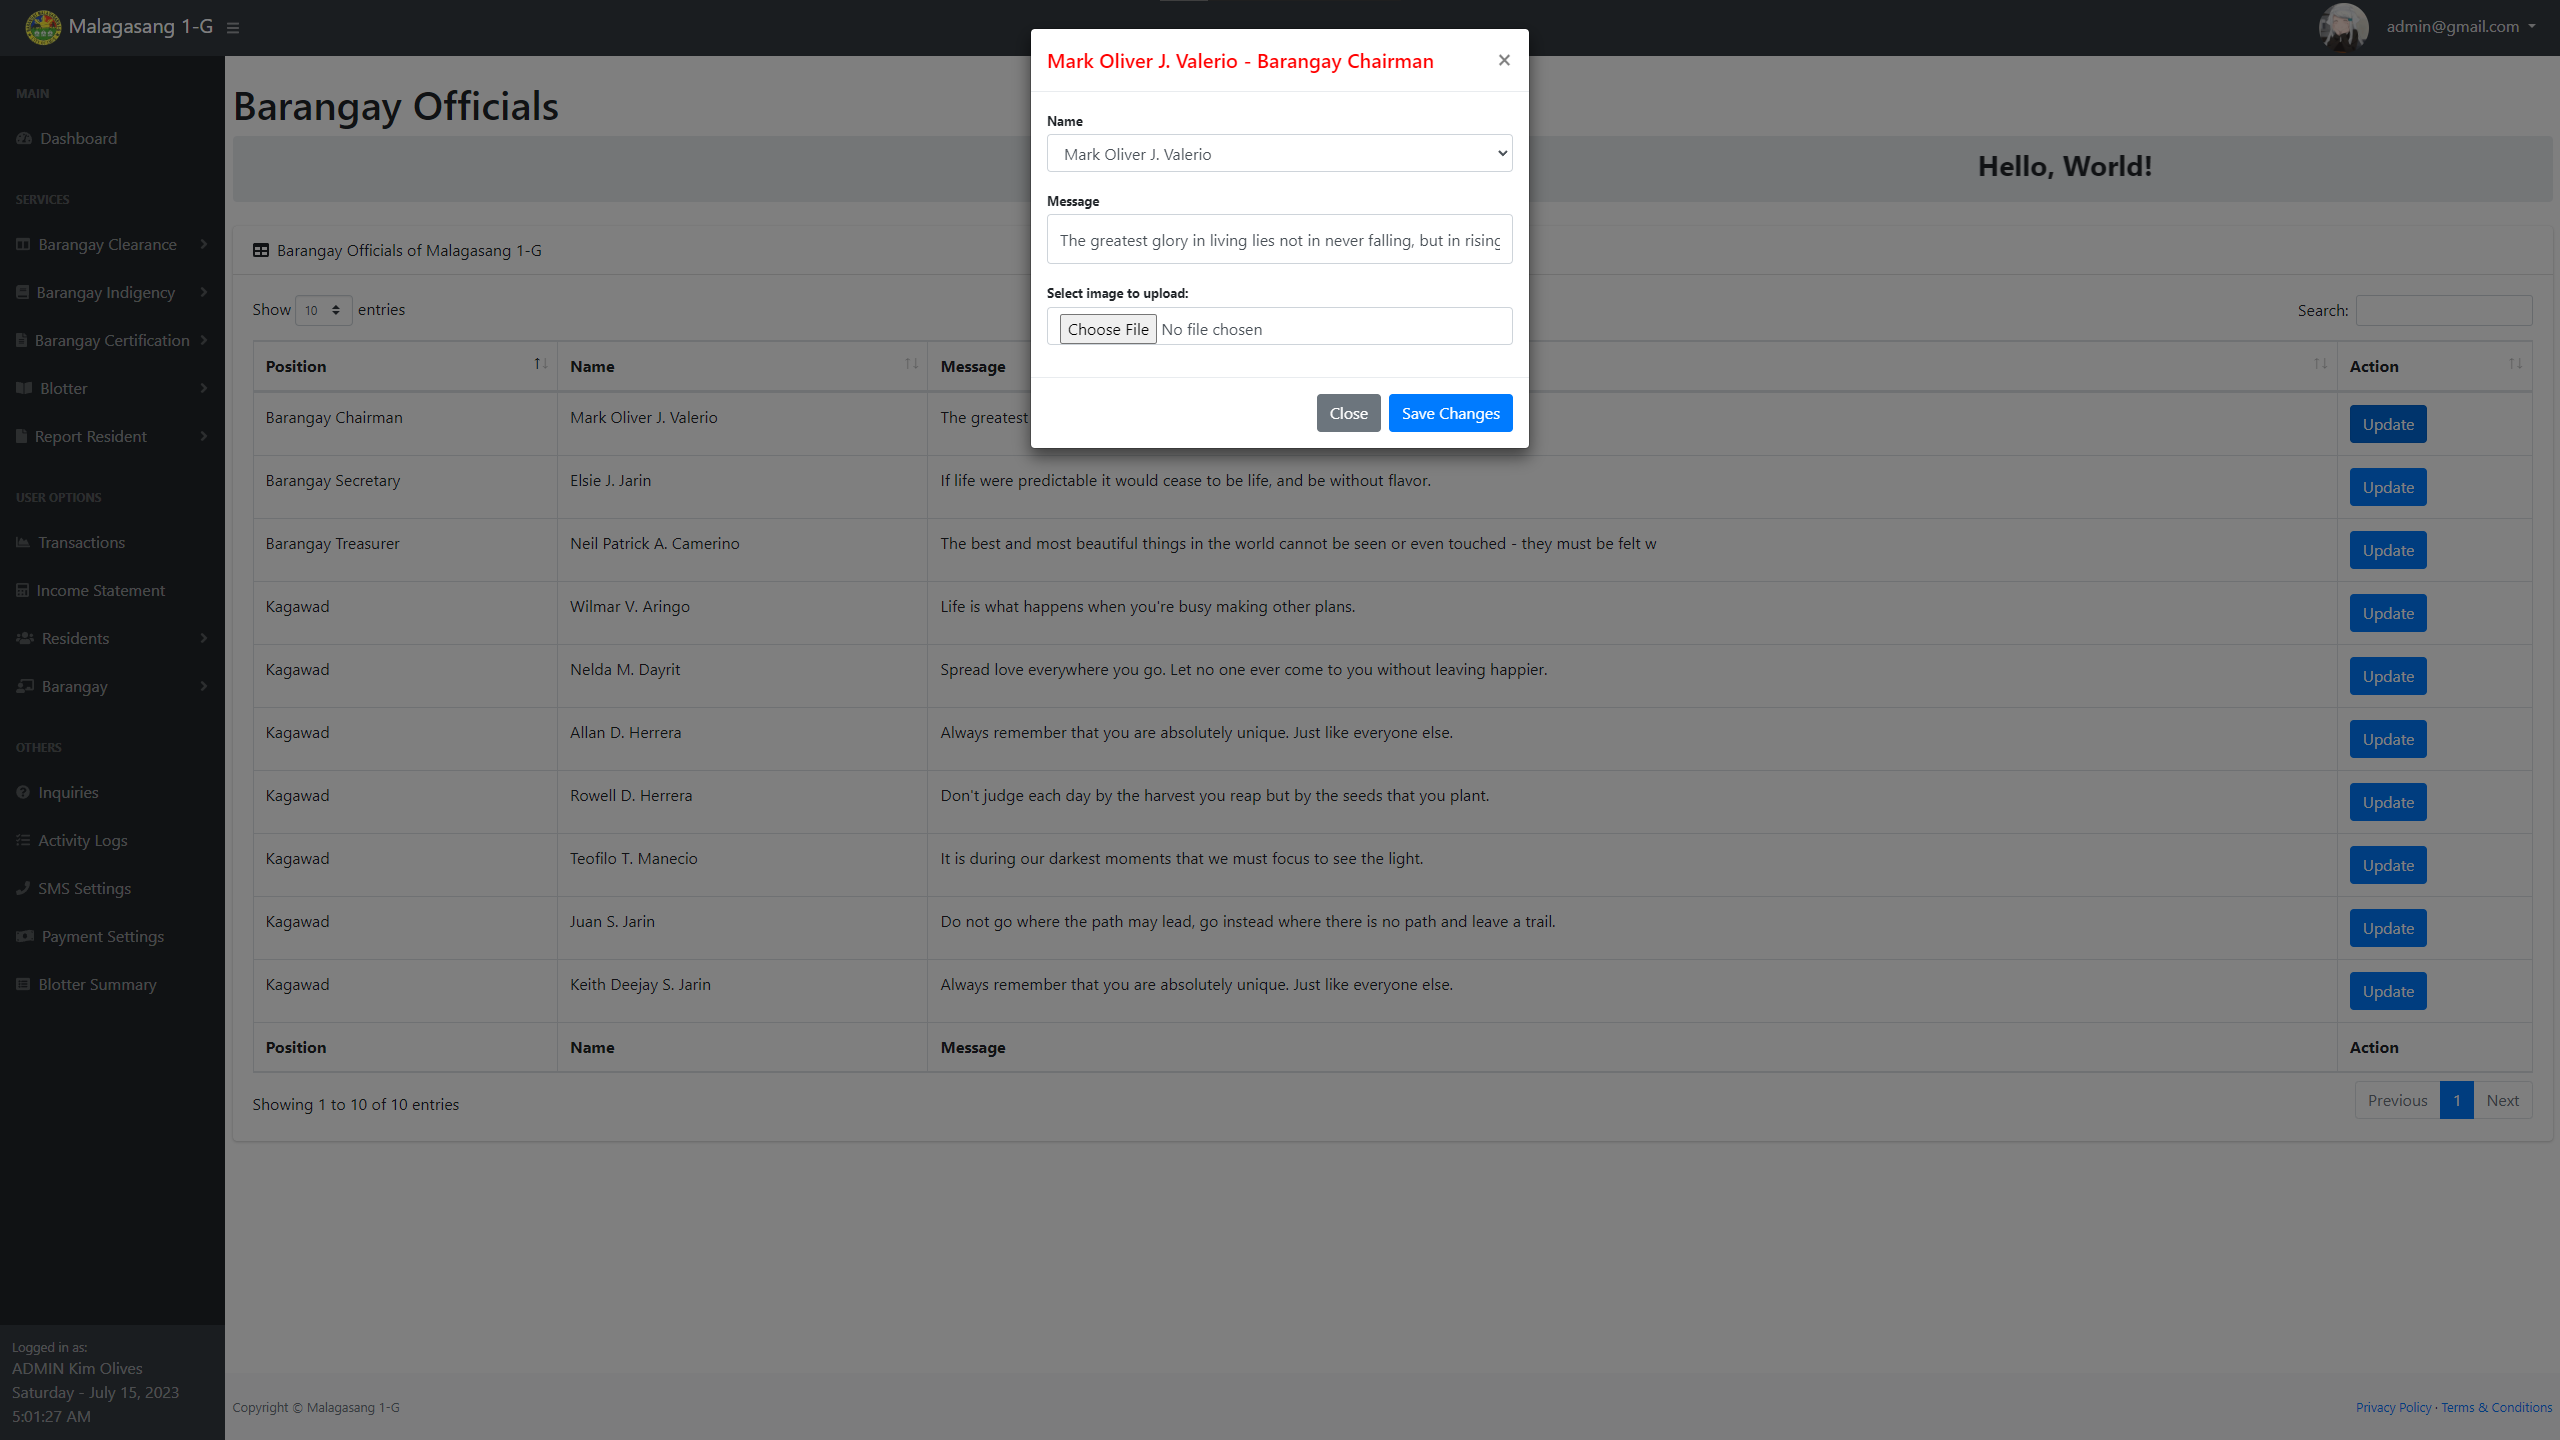 Malagasang 1-G
admin@gmail.com
MAIN
Dashboard
SERVICES
Barangay Clearance
Barangay Indigency
Barangay Certification
Blotter
Report Resident
USER OPTIONS
Transactions
Income Statement
Residents
Barangay
OTHERS
Inquiries
Activity Logs
SMS Settings
Payment Settings
Blotter Summary
Logged in as:
ADMIN Kim Olives
Saturday - July 15, 2023
5:01:27 AM
Mark Oliver J. Valerio - Barangay Chairman ×
Name
Mark Oliver J. Valerio
Message
The greatest glory in living lies not in never falling, but in rising
Select image to upload:
Choose File No file chosen
Close Save Changes
Barangay Officials
Hello, World!
Barangay Officials of Malagasang 1-G
Show 10 entries Search:
Position Name Message Action
Barangay Chairman Mark Oliver J. Valerio The greatest Update
Barangay Secretary Elsie J. Jarin If life were predictable it would cease to be life, and be without flavor. Update
Barangay Treasurer Neil Patrick A. Camerino The best and most beautiful things in the world cannot be seen or even touched - they must be felt w Update
Kagawad Wilmar V. Aringo Life is what happens when you're busy making other plans. Update
Kagawad Nelda M. Dayrit Spread love everywhere you go. Let no one ever come to you without leaving happier. Update
Kagawad Allan D. Herrera Always remember that you are absolutely unique. Just like everyone else. Update
Kagawad Rowell D. Herrera Don't judge each day by the harvest you reap but by the seeds that you plant. Update
Kagawad Teofilo T. Manecio It is during our darkest moments that we must focus to see the light. Update
Kagawad Juan S. Jarin Do not go where the path may lead, go instead where there is no path and leave a trail. Update
Kagawad Keith Deejay S. Jarin Always remember that you are absolutely unique. Just like everyone else. Update
Position Name Message Action
Showing 1 to 10 of 10 entries Previous 1 Next
Copyright © Malagasang 1-G Privacy Policy · Terms & Conditions